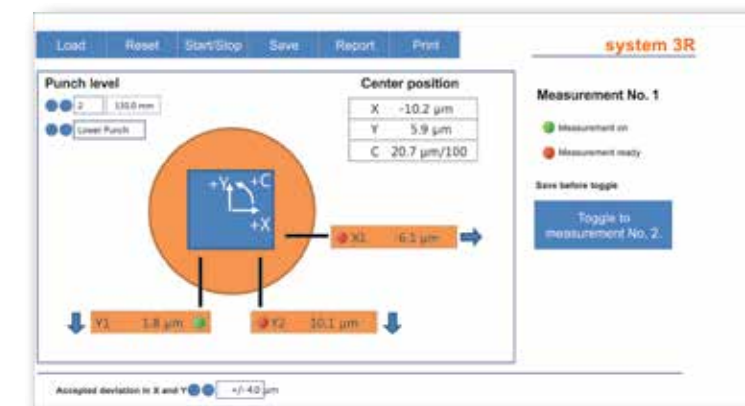 Load Reset Start/Stop Save Report Print
system 3R
Punch level
2 130.0 mm
Lower Punch
Center position
X -10.2 µm
Y 5.9 µm
C 20.7 µm/100
+Y +C
+X
X1 6.1 µm
Y1 1.8 µm
Y2 10.1 µm
Measurement No. 1
Measurement on
Measurement ready
Save before toggle
Toggle to
measurement No. 2.
Accepted deviation in X and Y +/- 4.0 µm